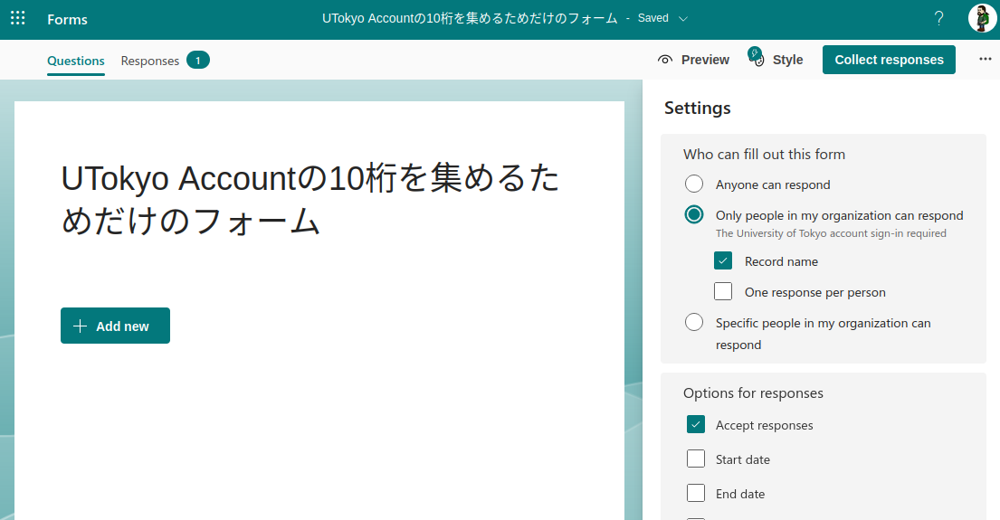 Forms
UTokyo Accountの10桁を集めるためだけのフォーム - Saved
?
Questions
Responses 1
Preview
Style
Collect responses
...
UTokyo Accountの10桁を集めるた
めだけのフォーム
Add new
Settings
Who can fill out this form
Anyone can respond
Only people in my organization can respond
The University of Tokyo account sign-in required
Record name
One response per person
Specific people in my organization can
respond
Options for responses
Accept responses
Start date
End date